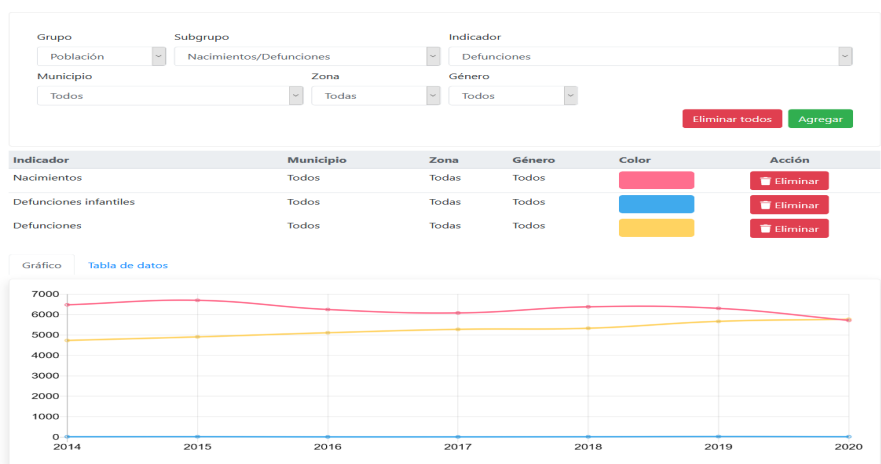 Grupo Subgrupo Indicador
Población Nacimientos/Defunciones Defunciones
Municipio Zona Género
Todos Todas Todos
Eliminar todos Agregar
Indicador Municipio Zona Género Color Acción
Nacimientos Todos Todas Todos Eliminar
Defunciones infantiles Todos Todas Todos Eliminar
Defunciones Todos Todas Todos Eliminar
Gráfico Tabla de datos
7000
6000
5000
4000
3000
2000
1000
0
2014 2015 2016 2017 2018 2019 2020